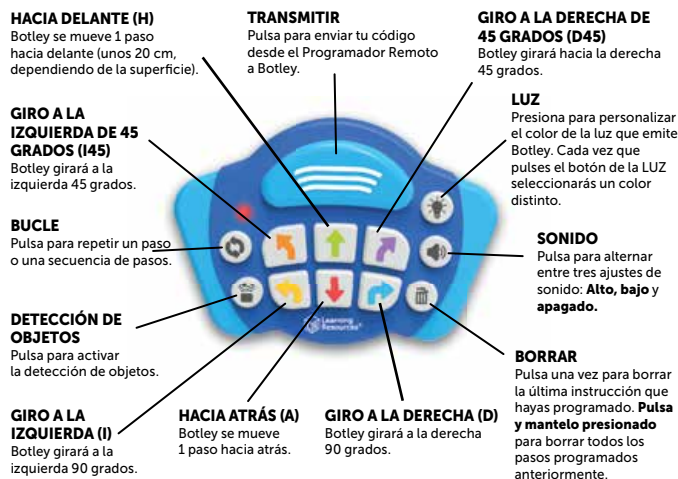 HACIA DELANTE (H)
Botley se mueve 1 paso
hacia delante (unos 20 cm,
dependiendo de la superficie).
TRANSMITIR
Pulsa para enviar tu código
desde el Programador Remoto
a Botley.
GIRO A LA DERECHA DE
45 GRADOS (D45)
Botley girará hacia la derecha
45 grados.
GIRO A LA
IZQUIERDA DE 45
GRADOS (I45)
Botley girará a la
izquierda 45 grados.
LUZ
Presiona para personalizar
el color de la luz que emite
Botley. Cada vez que
pulses el botón de la LUZ
seleccionarás un color
distinto.
BUCLE
Pulsa para repetir un paso
o una secuencia de pasos.
SONIDO
Pulsa para alternar
entre tres ajustes de
sonido: Alto, bajo y
apagado.
DETECCIÓN DE
OBJETOS
Pulsa para activar
la detección de objetos.
Learning
Resources®
BORRAR
Pulsa una vez para borrar
la última instrucción que
hayas programado. Pulsa
y mantelo presionado
para borrar todos los
pasos programados
anteriormente.
GIRO A LA
IZQUIERDA (I)
Botley girará a la
izquierda 90 grados.
HACIA ATRÁS (A)
Botley se mueve
1 paso hacia atrás.
GIRO A LA DERECHA (D)
Botley girará a la derecha
90 grados.